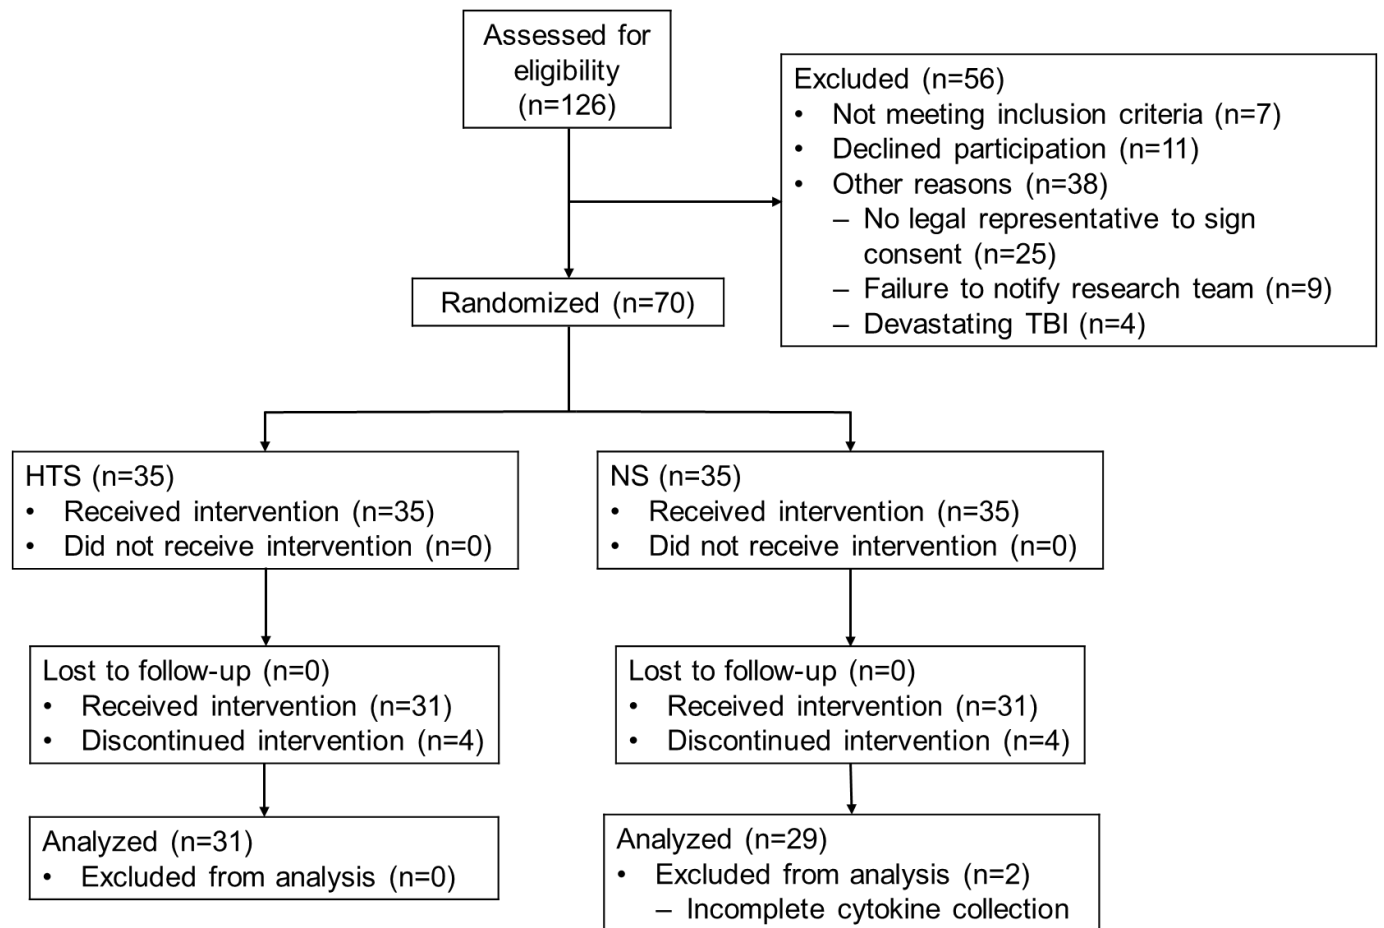 Assessed for
eligibility
(n=126)
Excluded (n=56)
• Not meeting inclusion criteria (n=7)
• Declined participation (n=11)
• Other reasons (n=38)
– No legal representative to sign
consent (n=25)
– Failure to notify research team (n=9)
– Devastating TBI (n=4)
Randomized (n=70)
HTS (n=35)
• Received intervention (n=35)
• Did not receive intervention (n=0)
NS (n=35)
• Received intervention (n=35)
• Did not receive intervention (n=0)
Lost to follow-up (n=0)
• Received intervention (n=31)
• Discontinued intervention (n=4)
Lost to follow-up (n=0)
• Received intervention (n=31)
• Discontinued intervention (n=4)
Analyzed (n=31)
• Excluded from analysis (n=0)
Analyzed (n=29)
• Excluded from analysis (n=2)
– Incomplete cytokine collection